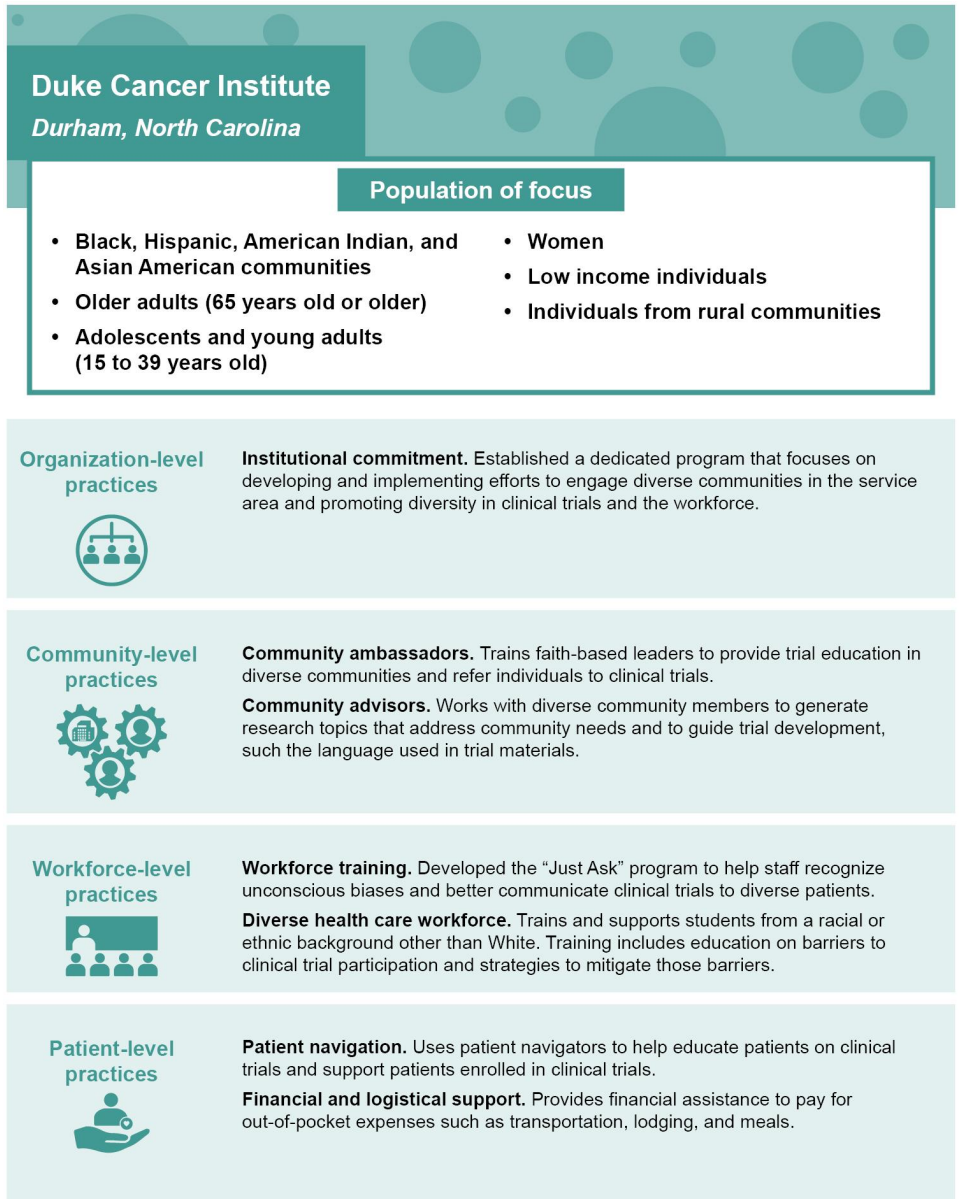 Duke Cancer Institute
Durham, North Carolina
Population of focus
• Black, Hispanic, American Indian, and
Asian American communities
• Older adults (65 years old or older)
• Adolescents and young adults
(15 to 39 years old)
• Women
• Low income individuals
• Individuals from rural communities
Organization-level
practices
Institutional commitment. Established a dedicated program that focuses on
developing and implementing efforts to engage diverse communities in the service
area and promoting diversity in clinical trials and the workforce.
Community-level
practices
Community ambassadors. Trains faith-based leaders to provide trial education in
diverse communities and refer individuals to clinical trials.
Community advisors. Works with diverse community members to generate
research topics that address community needs and to guide trial development,
such the language used in trial materials.
Workforce-level
practices
Workforce training. Developed the “Just Ask” program to help staff recognize
unconscious biases and better communicate clinical trials to diverse patients.
Diverse health care workforce. Trains and supports students from a racial or
ethnic background other than White. Training includes education on barriers to
clinical trial participation and strategies to mitigate those barriers.
Patient-level
practices
Patient navigation. Uses patient navigators to help educate patients on clinical
trials and support patients enrolled in clinical trials.
Financial and logistical support. Provides financial assistance to pay for
out-of-pocket expenses such as transportation, lodging, and meals.